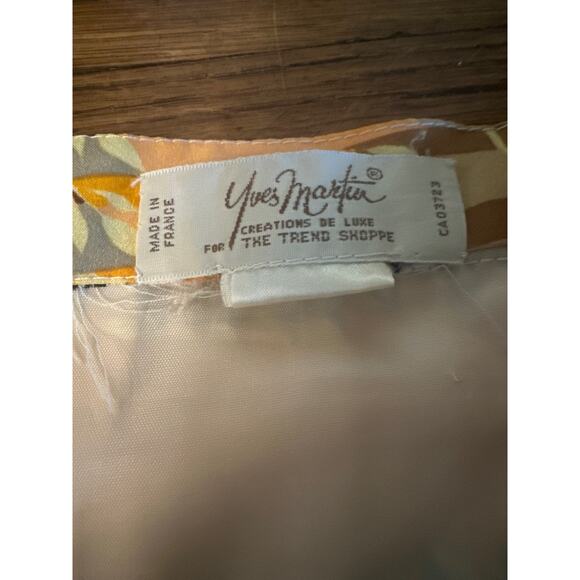 MADE IN
FRANCE
Yves Martin ®
CREATIONS DE LUXE
FOR THE TREND SHOPPE
CA03723